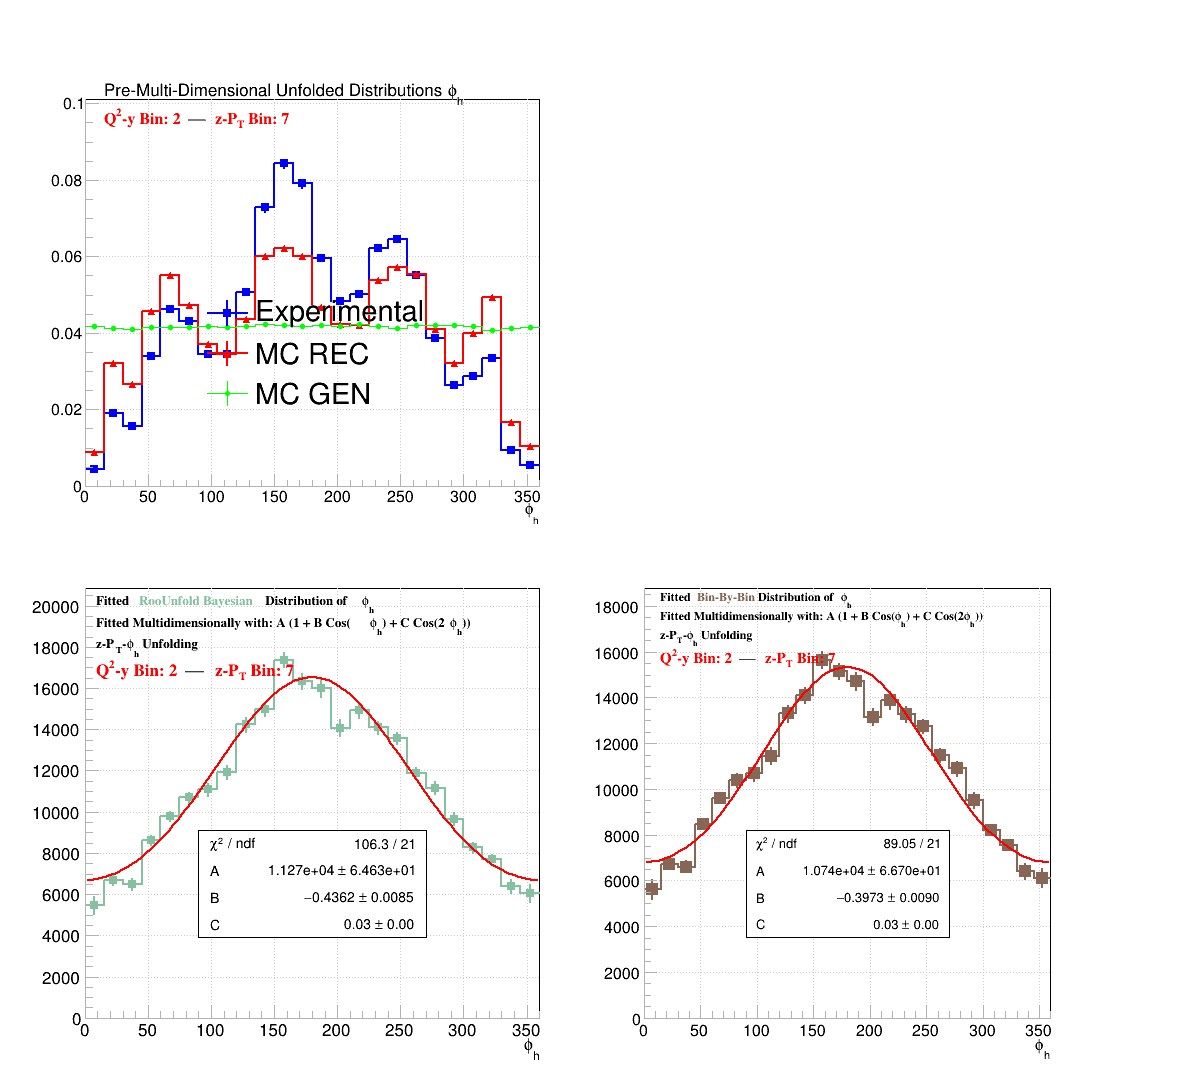 Pre-Multi-Dimensional Unfolded Distributions ϕh
Q²-y Bin: 2 — z-PT Bin: 7
0.1
0.08
0.06
0.04
0.02
0
Experimental
MC REC
MC GEN
0 50 100 150 200 250 300 350
ϕh
Fitted RooUnfold Bayesian Distribution of ϕh
Fitted Multidimensionally with: A (1 + B Cos( ϕh) + C Cos(2 ϕh))
z-PT-ϕh Unfolding
Q²-y Bin: 2 — z-PT Bin: 7
20000
18000
16000
14000
12000
10000
8000
6000
4000
2000
0
χ² / ndf 106.3 / 21
A 1.127e+04 ± 6.463e+01
B −0.4362 ± 0.0085
C 0.03 ± 0.00
0 50 100 150 200 250 300 350
ϕh
Fitted Bin-By-Bin Distribution of ϕh
Fitted Multidimensionally with: A (1 + B Cos(ϕh) + C Cos(2ϕh))
z-PT-ϕh Unfolding
Q²-y Bin: 2 — z-PT Bin: 7
18000
16000
14000
12000
10000
8000
6000
4000
2000
0
χ² / ndf 89.05 / 21
A 1.074e+04 ± 6.670e+01
B −0.3973 ± 0.0090
C 0.03 ± 0.00
0 50 100 150 200 250 300 350
ϕh